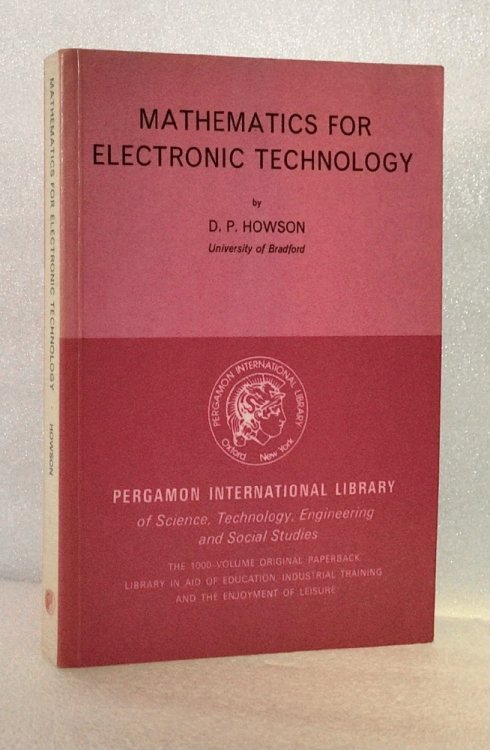 MATHEMATICS FOR ELECTRONIC TECHNOLOGY · HOWSON
MATHEMATICS FOR
ELECTRONIC TECHNOLOGY
by
D. P. HOWSON
University of Bradford
PERGAMON INTERNATIONAL LIBRARY
Oxford New York
PERGAMON INTERNATIONAL LIBRARY
of Science, Technology, Engineering
and Social Studies
THE 1000-VOLUME ORIGINAL PAPERBACK
LIBRARY IN AID OF EDUCATION, INDUSTRIAL TRAINING
AND THE ENJOYMENT OF LEISURE